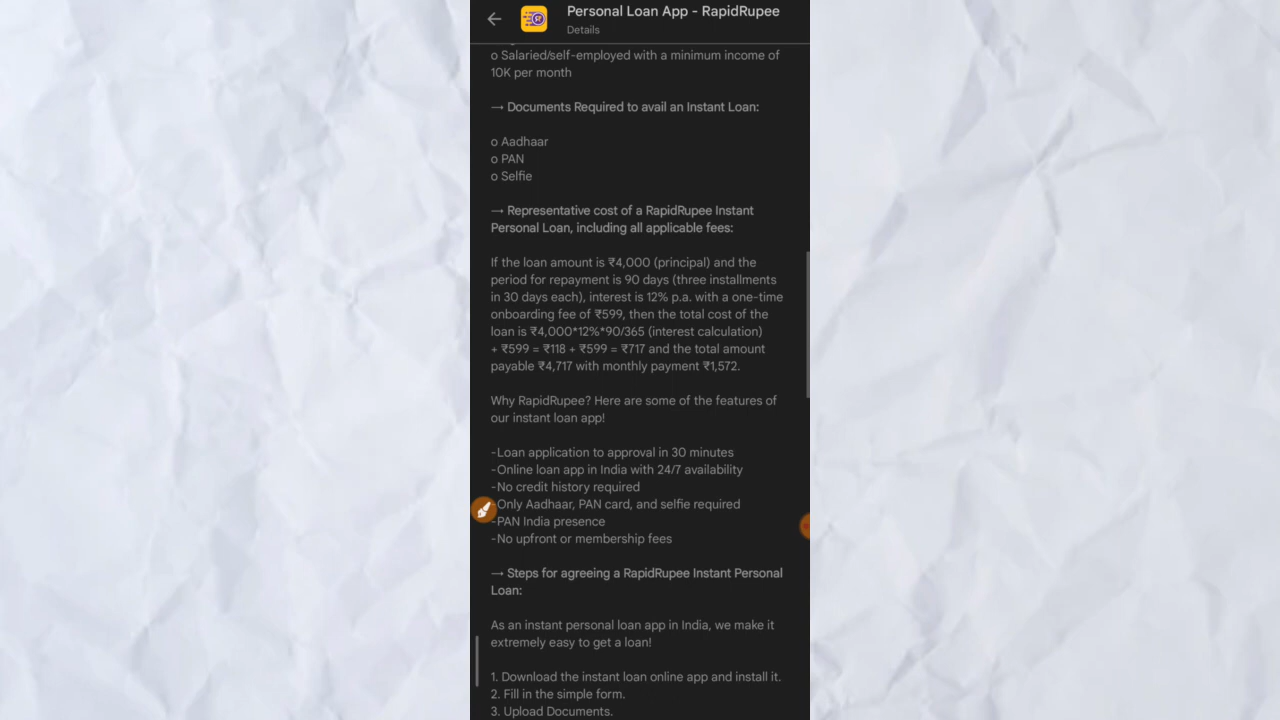 Personal Loan App - RapidRupee
Details
o Salaried/self-employed with a minimum income of
10K per month
→ Documents Required to avail an Instant Loan:
o Aadhaar
o PAN
o Selfie
→ Representative cost of a RapidRupee Instant
Personal Loan, including all applicable fees:
If the loan amount is ₹4,000 (principal) and the
period for repayment is 90 days (three installments
in 30 days each), interest is 12% p.a. with a one-time
onboarding fee of ₹599, then the total cost of the
loan is ₹4,000*12%*90/365 (interest calculation)
+ ₹599 = ₹118 + ₹599 = ₹717 and the total amount
payable ₹4,717 with monthly payment ₹1,572.
Why RapidRupee? Here are some of the features of
our instant loan app!
-Loan application to approval in 30 minutes
-Online loan app in India with 24/7 availability
-No credit history required
-Only Aadhaar, PAN card, and selfie required
-PAN India presence
-No upfront or membership fees
→ Steps for agreeing a RapidRupee Instant Personal
Loan:
As an instant personal loan app in India, we make it
extremely easy to get a loan!
1. Download the instant loan online app and install it.
2. Fill in the simple form.
3. Upload Documents.